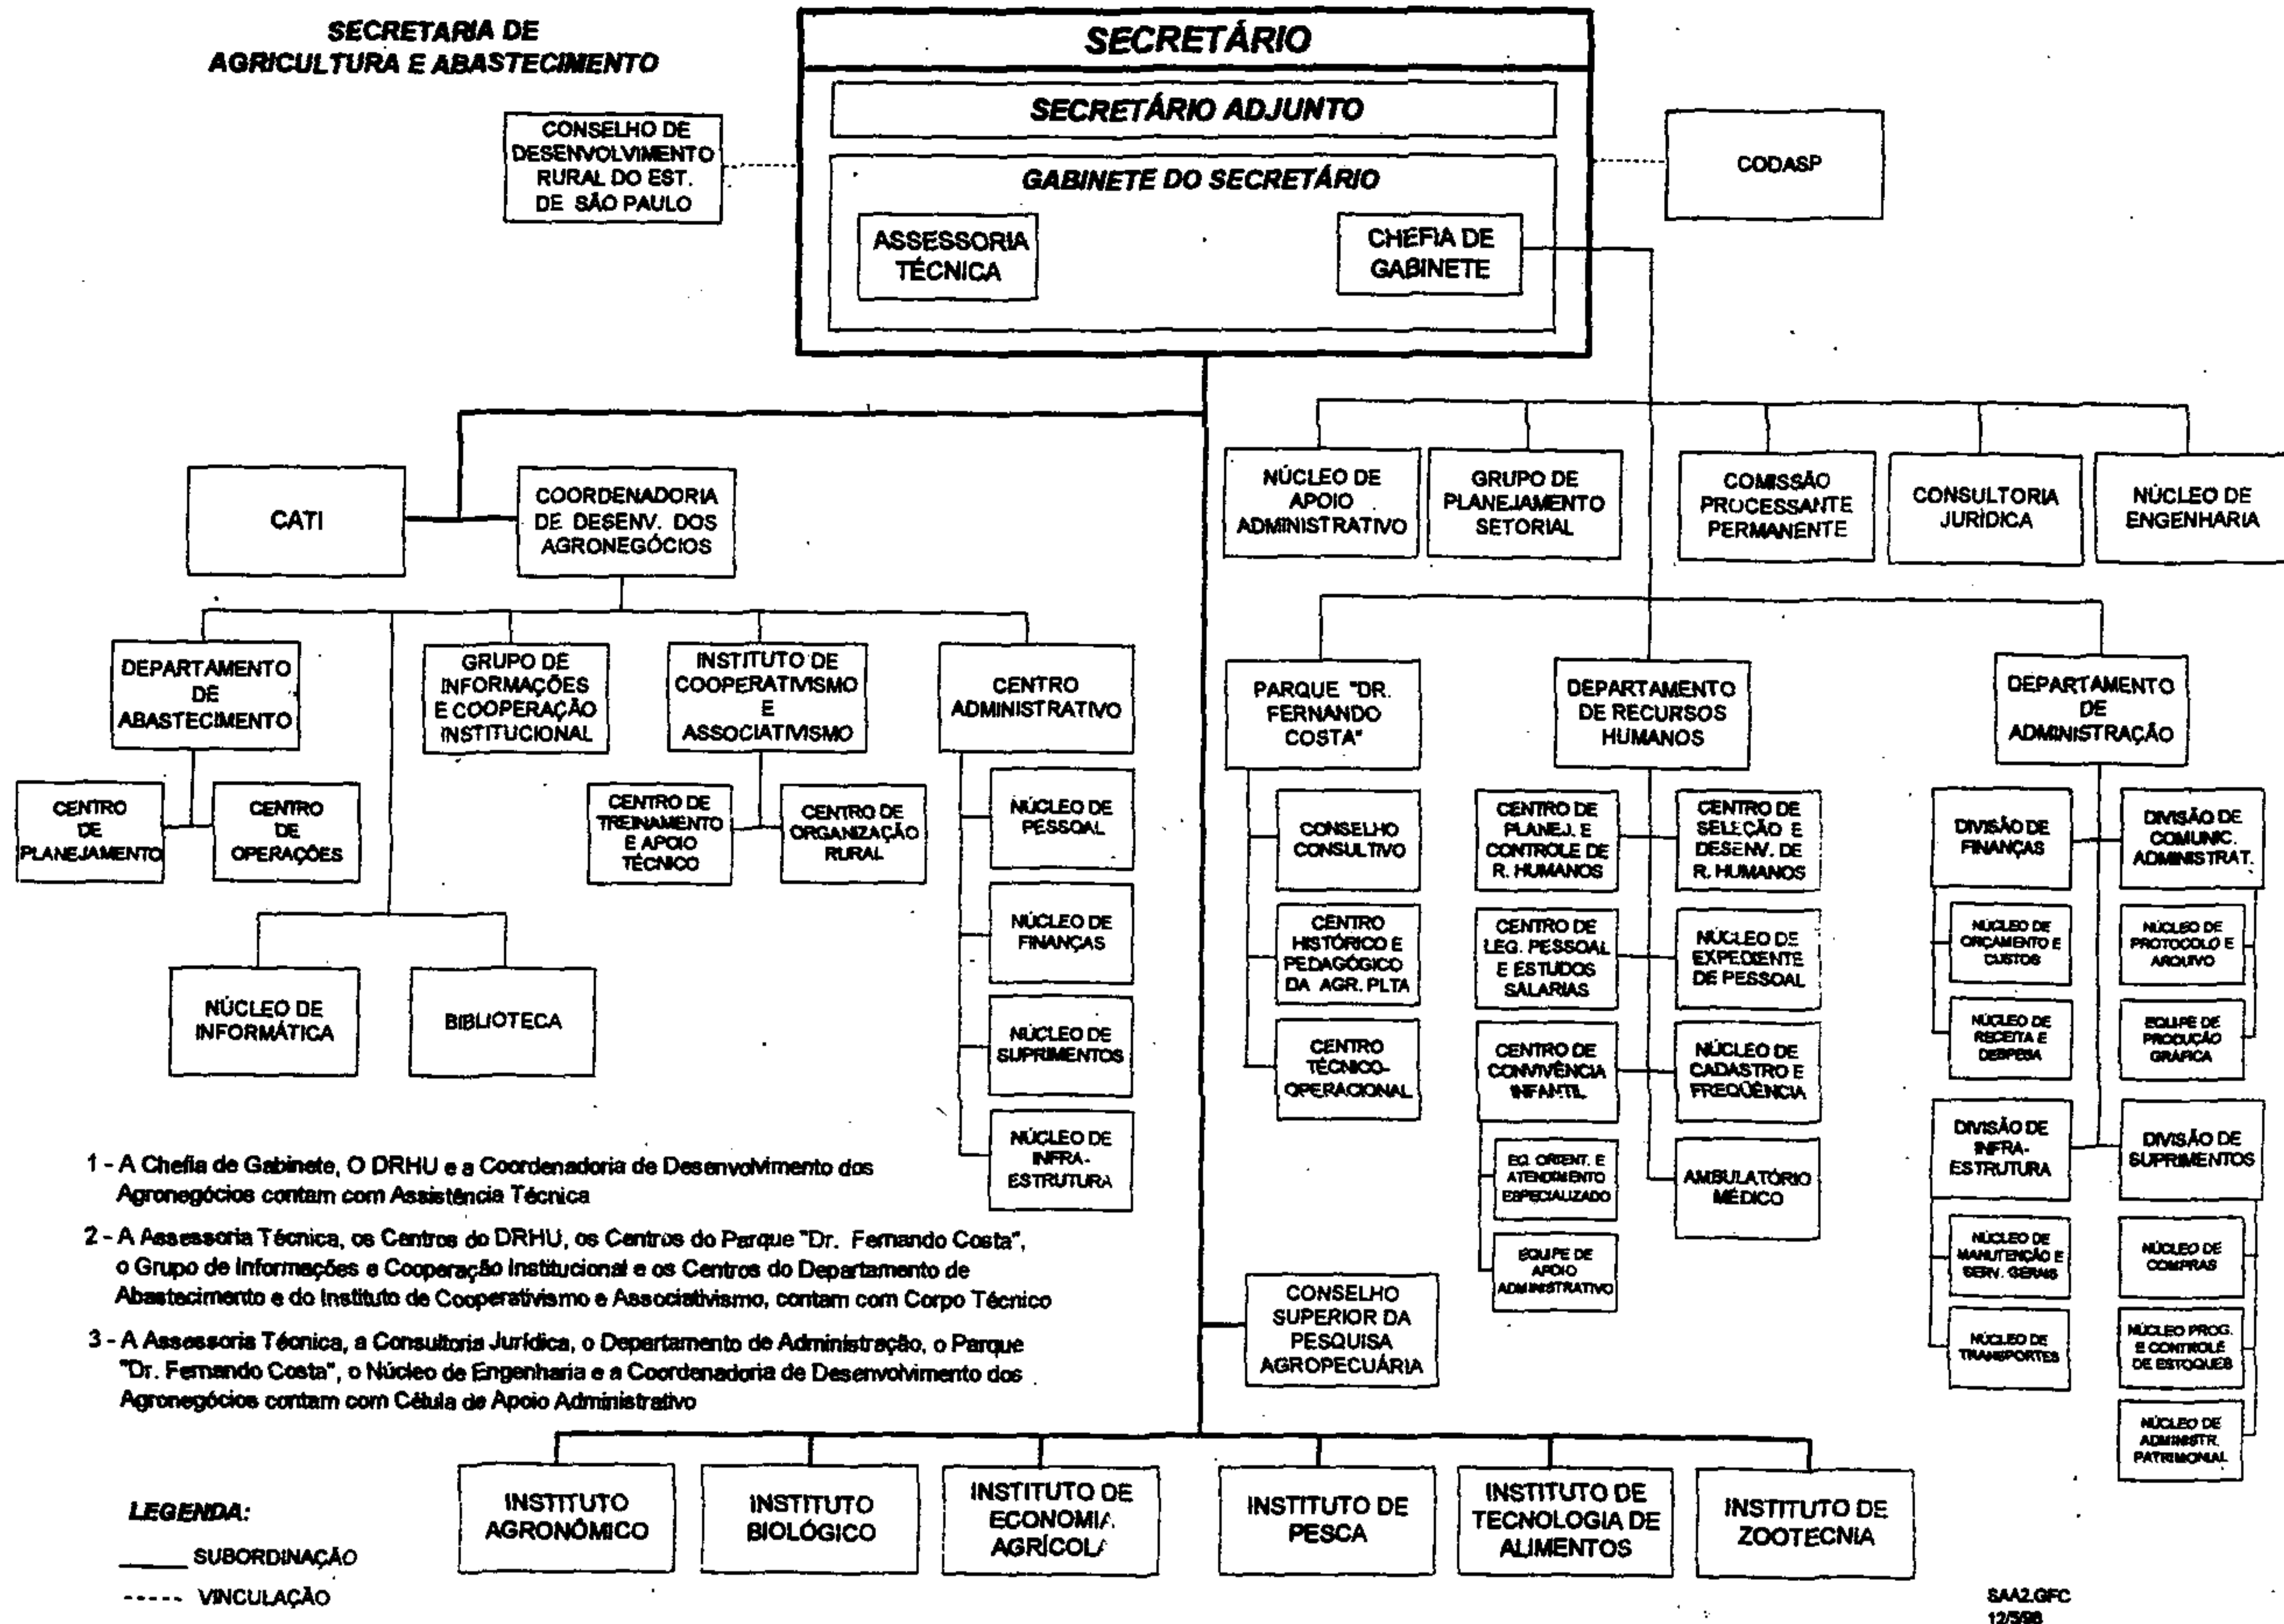 SECRETARIA DE
AGRICULTURA E ABASTECIMENTO
SECRETÁRIO
SECRETÁRIO ADJUNTO
GABINETE DO SECRETÁRIO
ASSESSORIA
TÉCNICA
CHEFIA DE
GABINETE
CONSELHO DE
DESENVOLVIMENTO
RURAL DO EST.
DE SÃO PAULO
CODASP
CATI
COORDENADORIA
DE DESENV. DOS
AGRONEGÓCIOS
NÚCLEO DE
APOIO
ADMINISTRATIVO
GRUPO DE
PLANEJAMENTO
SETORIAL
COMISSÃO
PROCESSANTE
PERMANENTE
CONSULTORIA
JURÍDICA
NÚCLEO DE
ENGENHARIA
DEPARTAMENTO
DE
ABASTECIMENTO
GRUPO DE
INFORMAÇÕES
E COOPERAÇÃO
INSTITUCIONAL
INSTITUTO DE
COOPERATIVISMO
E
ASSOCIATIVISMO
CENTRO
ADMINISTRATIVO
PARQUE "DR.
FERNANDO
COSTA"
DEPARTAMENTO
DE RECURSOS
HUMANOS
DEPARTAMENTO
DE
ADMINISTRAÇÃO
CENTRO
DE
PLANEJAMENTO
CENTRO
DE
OPERAÇÕES
CENTRO DE
TREINAMENTO
E APOIO
TÉCNICO
CENTRO DE
ORGANIZAÇÃO
RURAL
NÚCLEO DE
PESSOAL
NÚCLEO DE
FINANÇAS
NÚCLEO DE
SUPRIMENTOS
NÚCLEO DE
INFRA-
ESTRUTURA
NÚCLEO DE
INFORMÁTICA
BIBLIOTECA
CONSELHO
CONSULTIVO
CENTRO
HISTÓRICO E
PEDAGÓGICO
DA AGR. PLTA
CENTRO
TÉCNICO-
OPERACIONAL
CENTRO DE
PLANEJ. E
CONTROLE DE
R. HUMANOS
CENTRO DE
SELEÇÃO E
DESENV. DE
R. HUMANOS
CENTRO DE
LEG. PESSOAL
E ESTUDOS
SALARIAS
NÚCLEO DE
EXPEDIENTE
DE PESSOAL
CENTRO DE
CONVIVÊNCIA
INFANTIL
NÚCLEO DE
CADASTRO E
FREQÜÊNCIA
EQ. ORIENT. E
ATENDIMENTO
ESPECIALIZADO
AMBULATÓRIO
MÉDICO
EQUIPE DE
APOIO
ADMINISTRATIVO
DIVISÃO DE
FINANÇAS
DIVISÃO DE
COMUNIC.
ADMINISTRAT.
NÚCLEO DE
ORÇAMENTO E
CUSTOS
NÚCLEO DE
PROTOCOLO E
ARQUIVO
NÚCLEO DE
RECEITA E
DESPESA
EQUIPE DE
PRODUÇÃO
GRÁFICA
DIVISÃO DE
INFRA-
ESTRUTURA
DIVISÃO DE
SUPRIMENTOS
NÚCLEO DE
MANUTENÇÃO E
SERV. GERAIS
NÚCLEO DE
COMPRAS
NÚCLEO DE
TRANSPORTES
NÚCLEO PROG.
E CONTROLE
DE ESTOQUES
NÚCLEO DE
ADMINISTR.
PATRIMONIAL
1 - A Chefia de Gabinete, O DRHU e a Coordenadoria de Desenvolvimento dos
Agronegócios contam com Assistência Técnica
2 - A Assessoria Técnica, os Centros do DRHU, os Centros do Parque "Dr. Fernando Costa",
o Grupo de Informações e Cooperação Institucional e os Centros do Departamento de
Abastecimento e do Instituto de Cooperativismo e Associativismo, contam com Corpo Técnico
3 - A Assessoria Técnica, a Consultoria Jurídica, o Departamento de Administração, o Parque
"Dr. Fernando Costa", o Núcleo de Engenharia e a Coordenadoria de Desenvolvimento dos
Agronegócios contam com Célula de Apoio Administrativo
CONSELHO
SUPERIOR DA
PESQUISA
AGROPECUÁRIA
INSTITUTO
AGRONÔMICO
INSTITUTO
BIOLÓGICO
INSTITUTO DE
ECONOMIA
AGRÍCOLA
INSTITUTO DE
PESCA
INSTITUTO DE
TECNOLOGIA DE
ALIMENTOS
INSTITUTO DE
ZOOTECNIA
LEGENDA:
SUBORDINAÇÃO
VINCULAÇÃO
SAA2.GFC
12/5/98